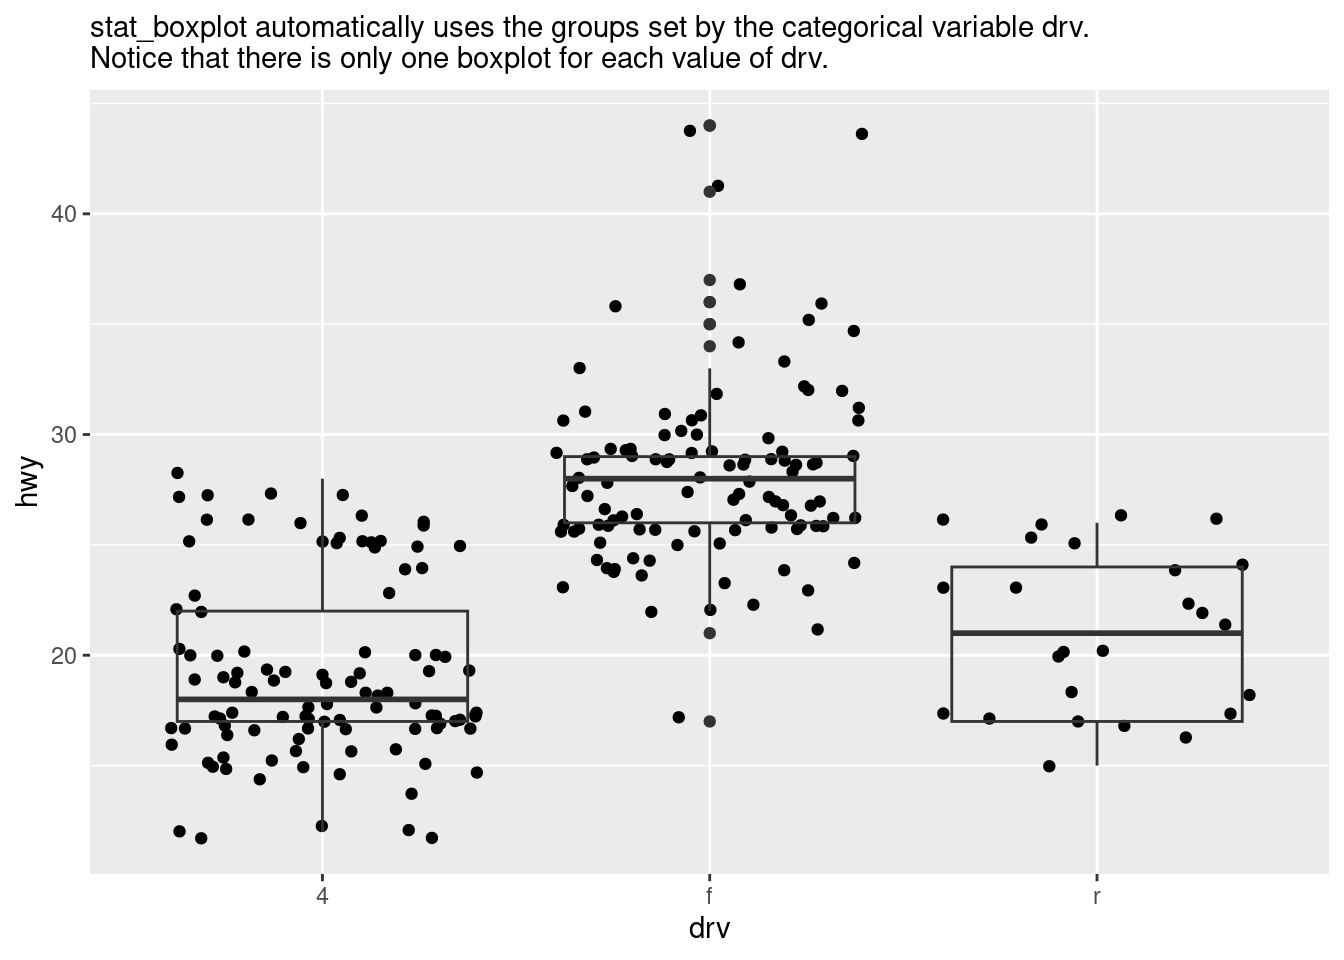 stat_boxplot automatically uses the groups set by the categorical variable drv.
Notice that there is only one boxplot for each value of drv.
40
30
20
hwy
4
f
r
drv